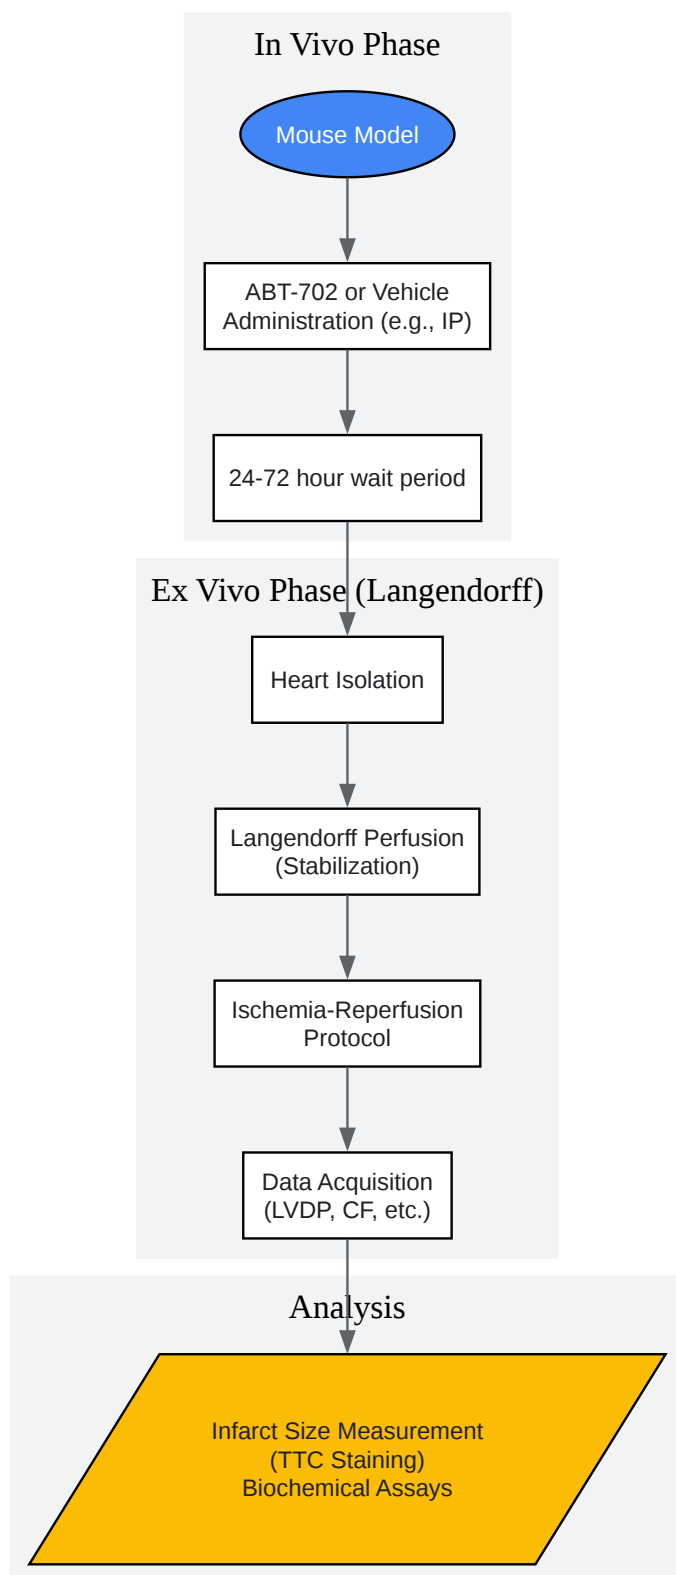 In Vivo Phase
Mouse Model
ABT-702 or Vehicle
Administration (e.g., IP)
24-72 hour wait period
Ex Vivo Phase (Langendorff)
Heart Isolation
Langendorff Perfusion
(Stabilization)
Ischemia-Reperfusion
Protocol
Data Acquisition
(LVDP, CF, etc.)
Analysis
Infarct Size Measurement
(TTC Staining)
Biochemical Assays